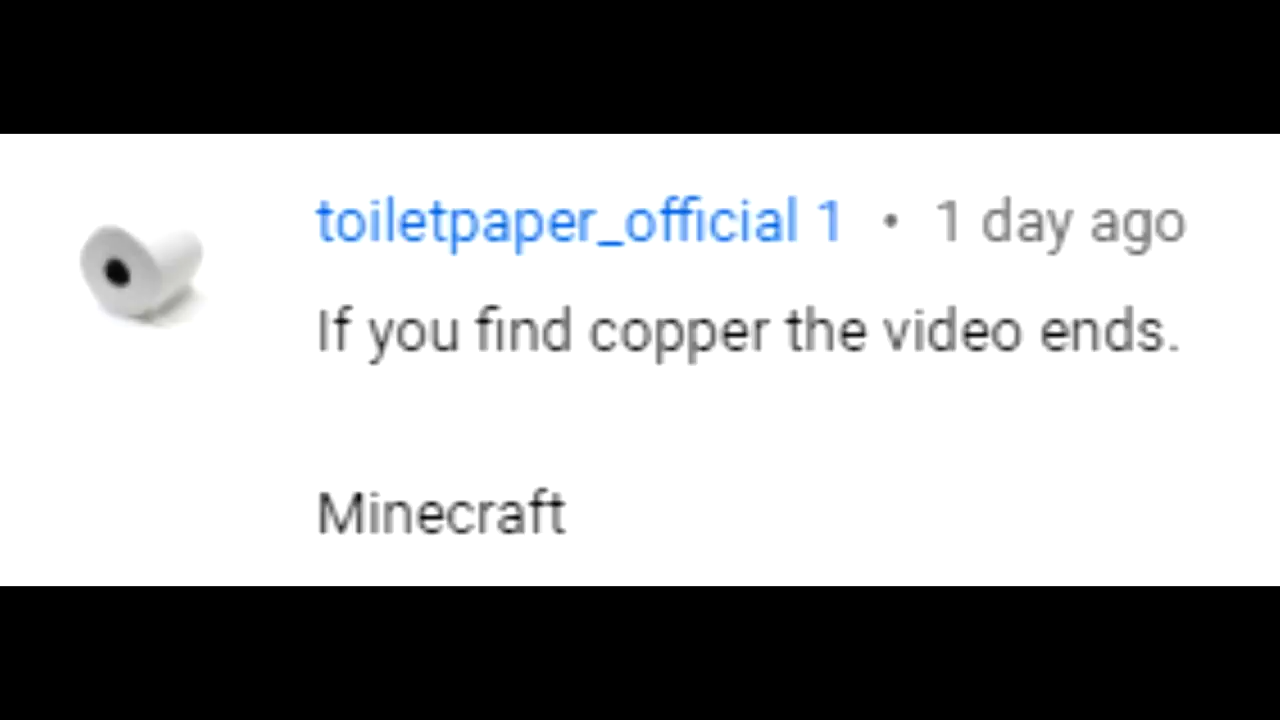 toiletpaper_official 1 • 1 day ago
If you find copper the video ends.
Minecraft